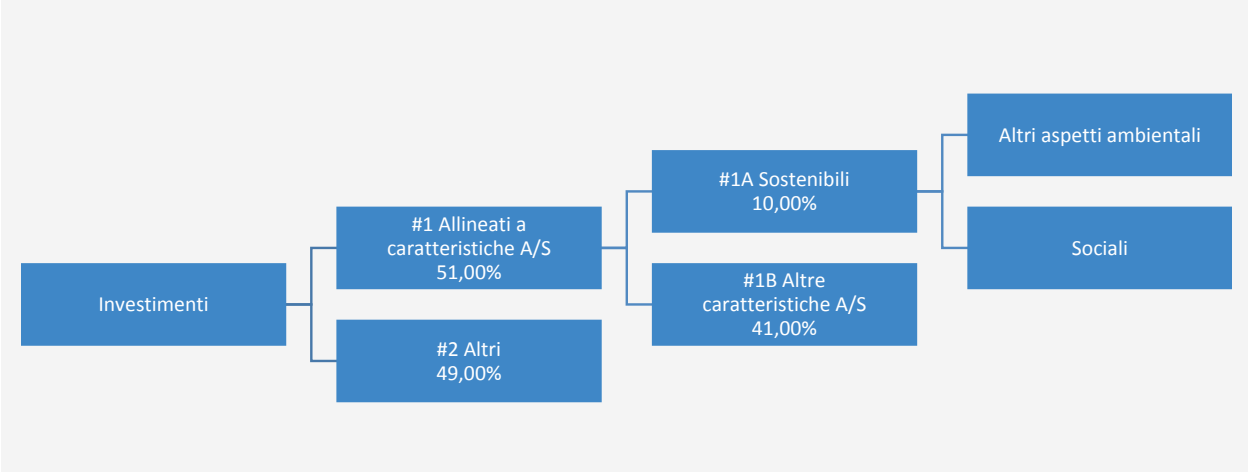 Investimenti
#1 Allineati a
caratteristiche A/S
51,00%
#2 Altri
49,00%
#1A Sostenibili
10,00%
#1B Altre
caratteristiche A/S
41,00%
Altri aspetti ambientali
Sociali